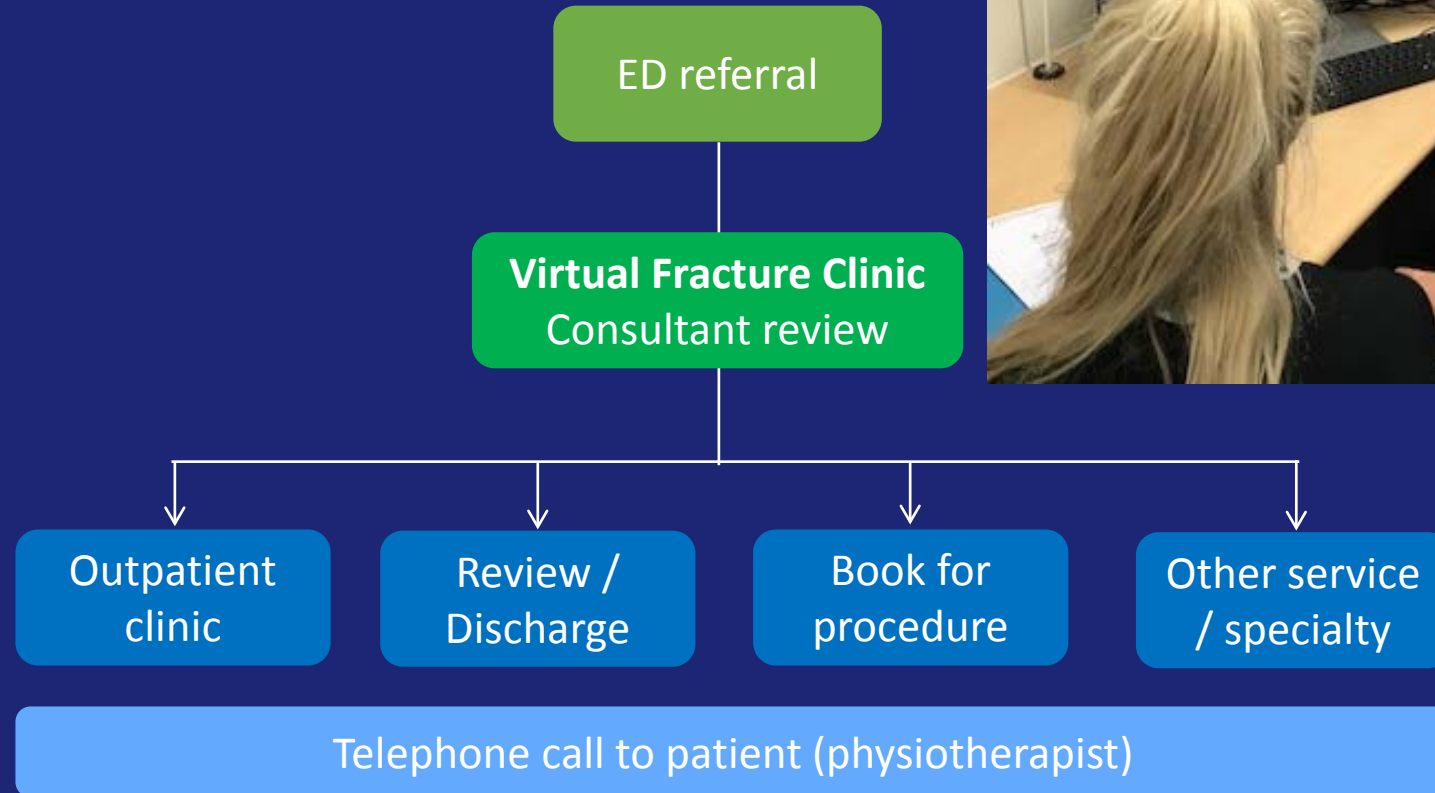 ED referral
Virtual Fracture Clinic
Consultant review
Outpatient
clinic
Review /
Discharge
Book for
procedure
Other service
/ specialty
Telephone call to patient (physiotherapist)